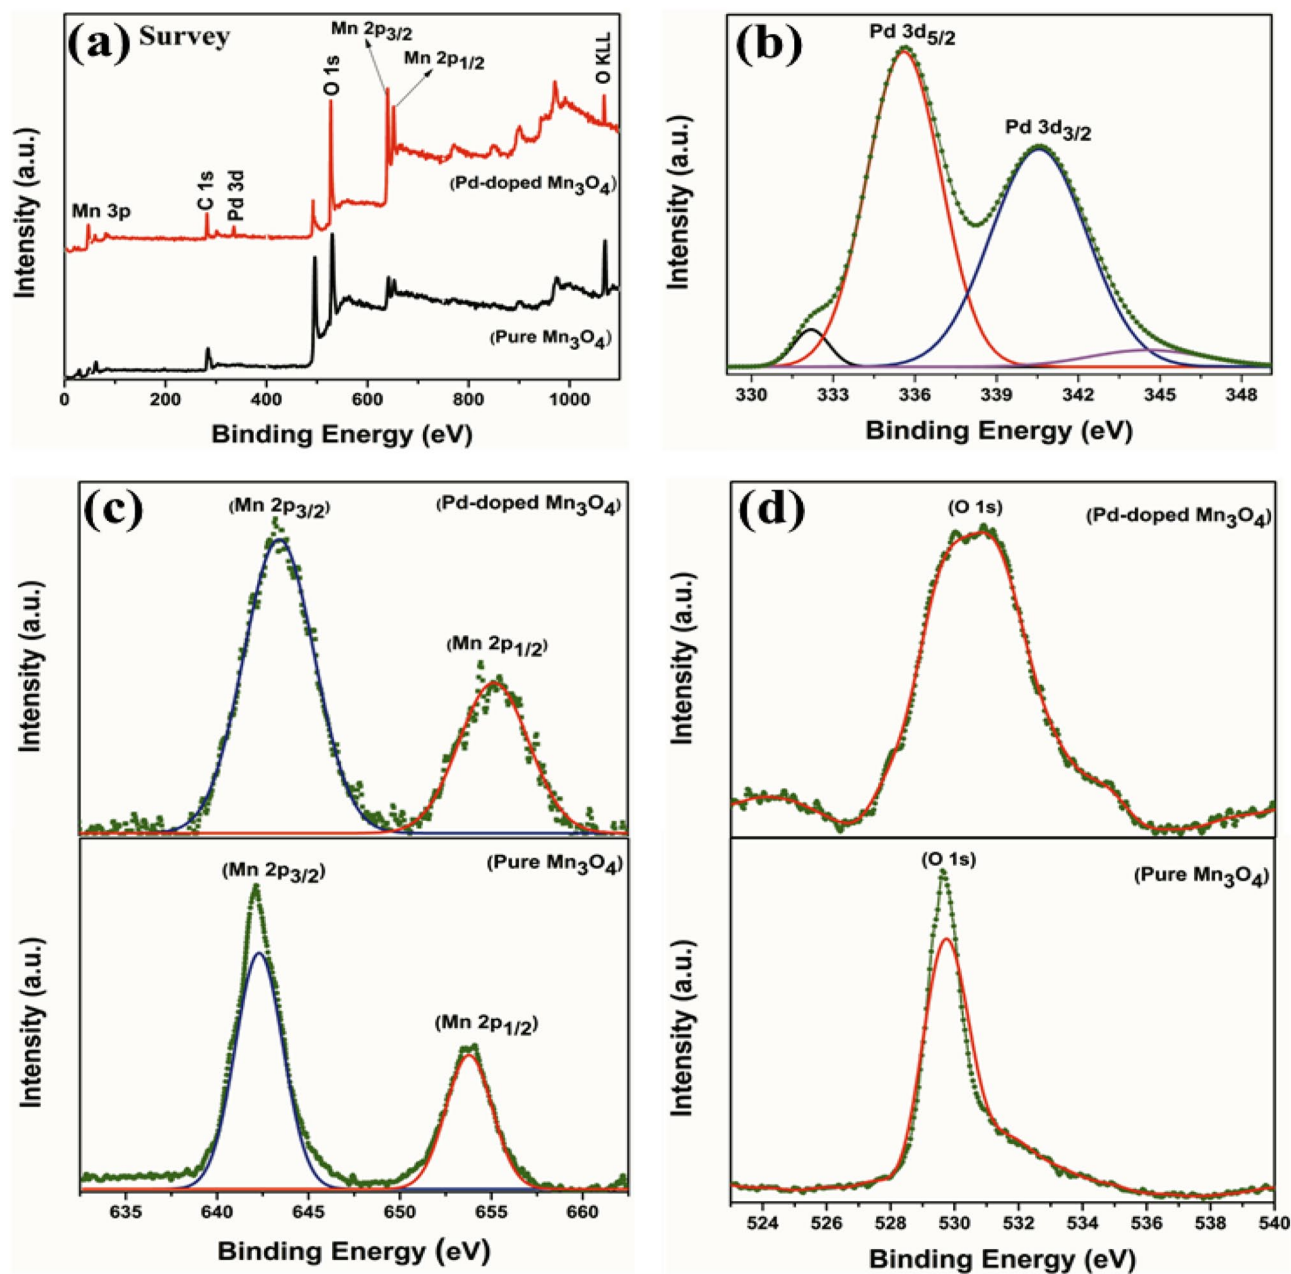 (a) Survey
Mn 2p3/2
Mn 2p1/2
O 1s
O KLL
(Pd-doped Mn3O4)
Mn 3p
C 1s
Pd 3d
(Pure Mn3O4)
Intensity (a.u.)
0 200 400 600 800 1000
Binding Energy (eV)
(b)
Pd 3d5/2
Pd 3d3/2
Intensity (a.u.)
330 333 336 339 342 345 348
Binding Energy (eV)
(c)
(Mn 2p3/2)
(Pd-doped Mn3O4)
(Mn 2p1/2)
Intensity (a.u.)
(Mn 2p3/2)
(Pure Mn3O4)
(Mn 2p1/2)
Intensity (a.u.)
635 640 645 650 655 660
Binding Energy (eV)
(d)
(O 1s)
(Pd-doped Mn3O4)
Intensity (a.u.)
(O 1s)
(Pure Mn3O4)
Intensity (a.u.)
524 526 528 530 532 534 536 538 540
Binding Energy (eV)